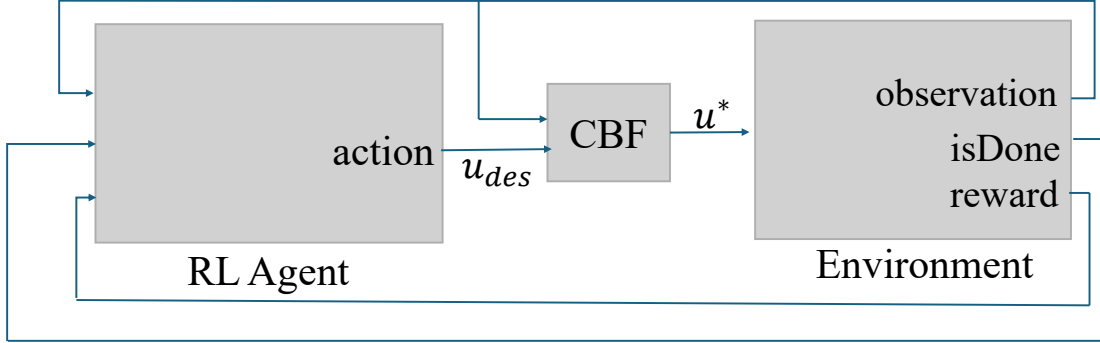 observation
CBF
u*
action
u_des
isDone
reward
RL Agent
Environment